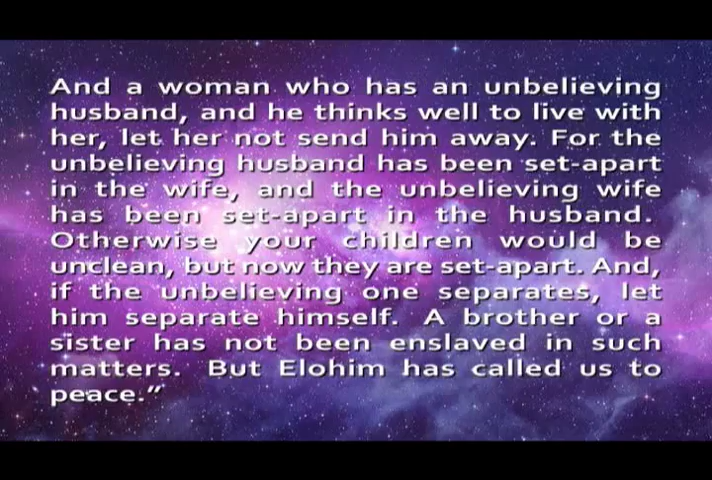 And a woman who has an unbelieving
husband, and he thinks well to live with
her, let her not send him away. For the
unbelieving husband has been set-apart
in the wife, and the unbelieving wife
has been set-apart in the husband.
Otherwise your children would be
unclean, but now they are set-apart. And,
if the unbelieving one separates, let
him separate himself. A brother or a
sister has not been enslaved in such
matters. But Elohim has called us to
peace.”